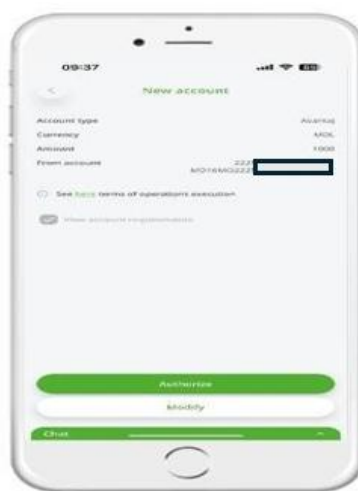 09:37
New account
Account type Avantaj
Currency MDL
Amount 1000
From account 222
See here terms of operations execution
View account requirements
Authorize
Modify
Chat